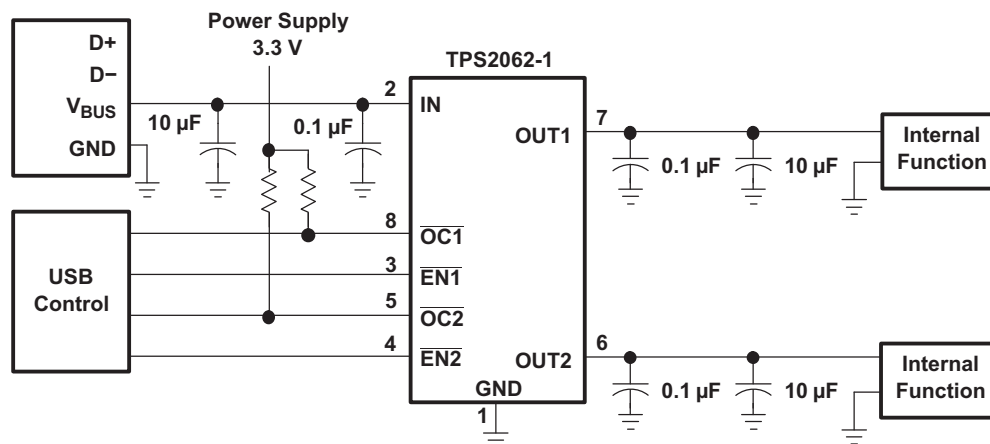 Power Supply
3.3 V
TPS2062-1
D+
D−
V_BUS
GND
10 µF
0.1 µF
2
IN
7
OUT1
0.1 µF
10 µF
Internal
Function
USB
Control
8
OC1
3
EN1
5
OC2
4
EN2
6
OUT2
0.1 µF
10 µF
Internal
Function
GND
1